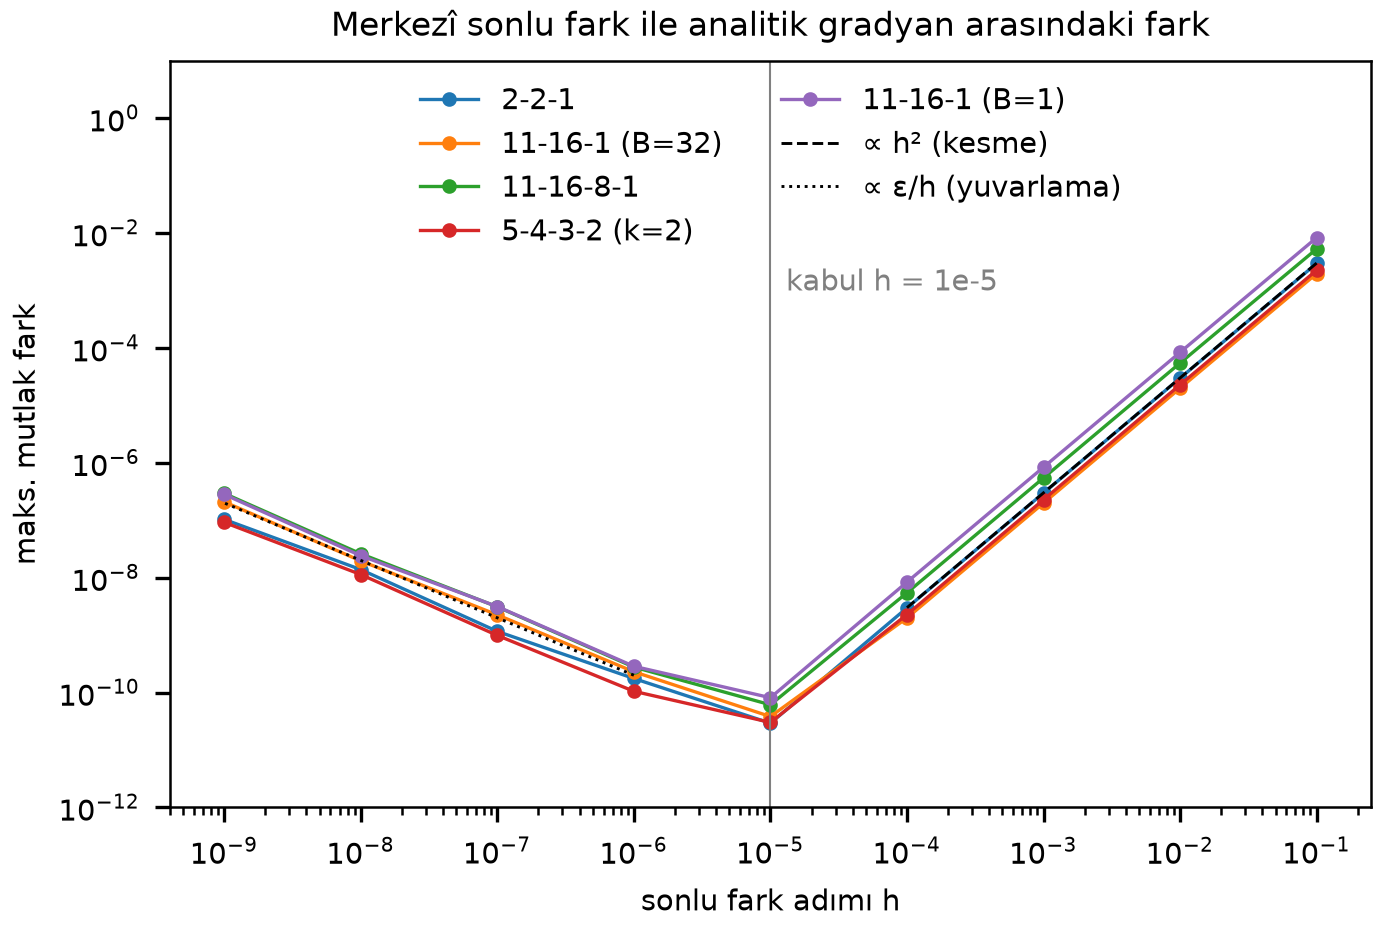 Merkezî sonlu fark ile analitik gradyan arasındaki fark
2-2-1
11-16-1 (B=32)
11-16-8-1
5-4-3-2 (k=2)
11-16-1 (B=1)
∝ h² (kesme)
∝ ε/h (yuvarlama)
kabul h = 1e-5
maks. mutlak fark
10⁰
10⁻²
10⁻⁴
10⁻⁶
10⁻⁸
10⁻¹⁰
10⁻¹²
10⁻⁹ 10⁻⁸ 10⁻⁷ 10⁻⁶ 10⁻⁵ 10⁻⁴ 10⁻³ 10⁻² 10⁻¹
sonlu fark adımı h